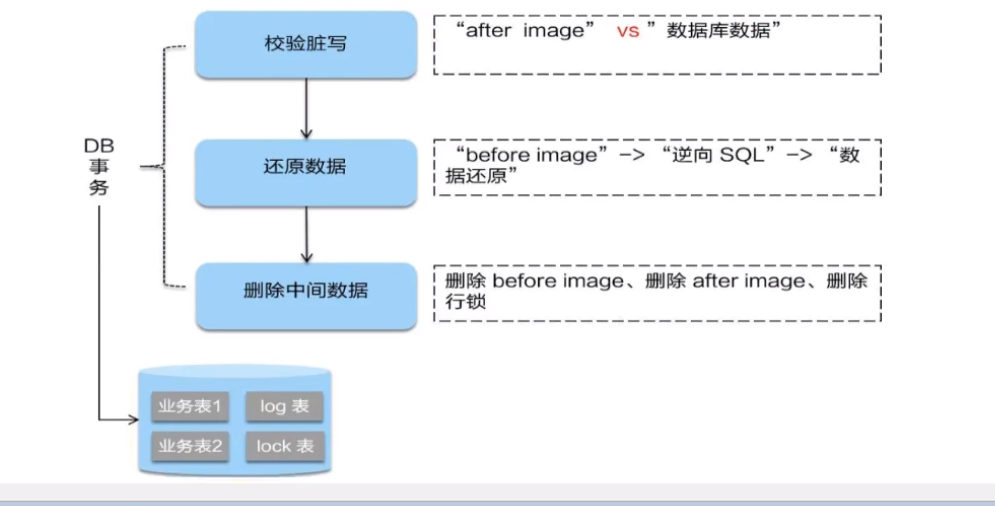 校验脏写
“after image” vs ” 数据库数据”
DB
事
务
还原数据
“before image” –> “逆向 SQL” –> “数
据还原”
删除中间数据
删除 before image、删除 after image、删除
行锁
业务表1
log 表
业务表2
lock 表